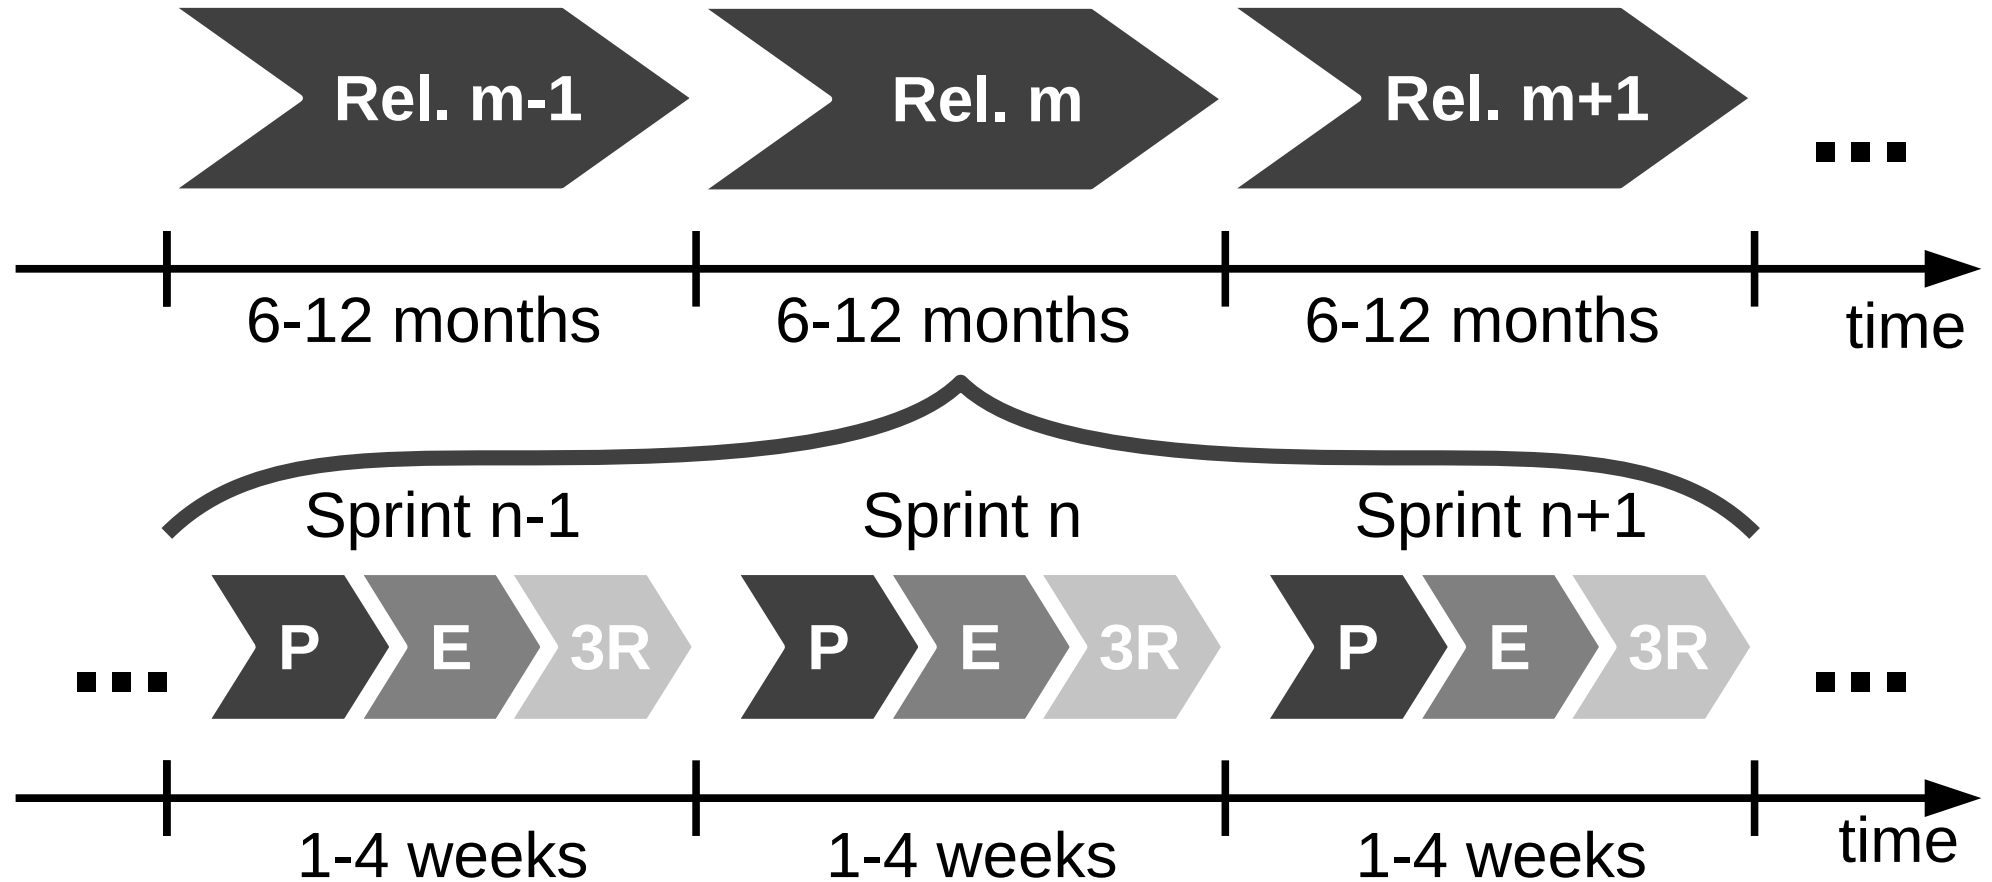 Rel. m-1 Rel. m Rel. m+1
6-12 months 6-12 months 6-12 months time
Sprint n-1 Sprint n Sprint n+1
P E 3R P E 3R P E 3R
1-4 weeks 1-4 weeks 1-4 weeks time